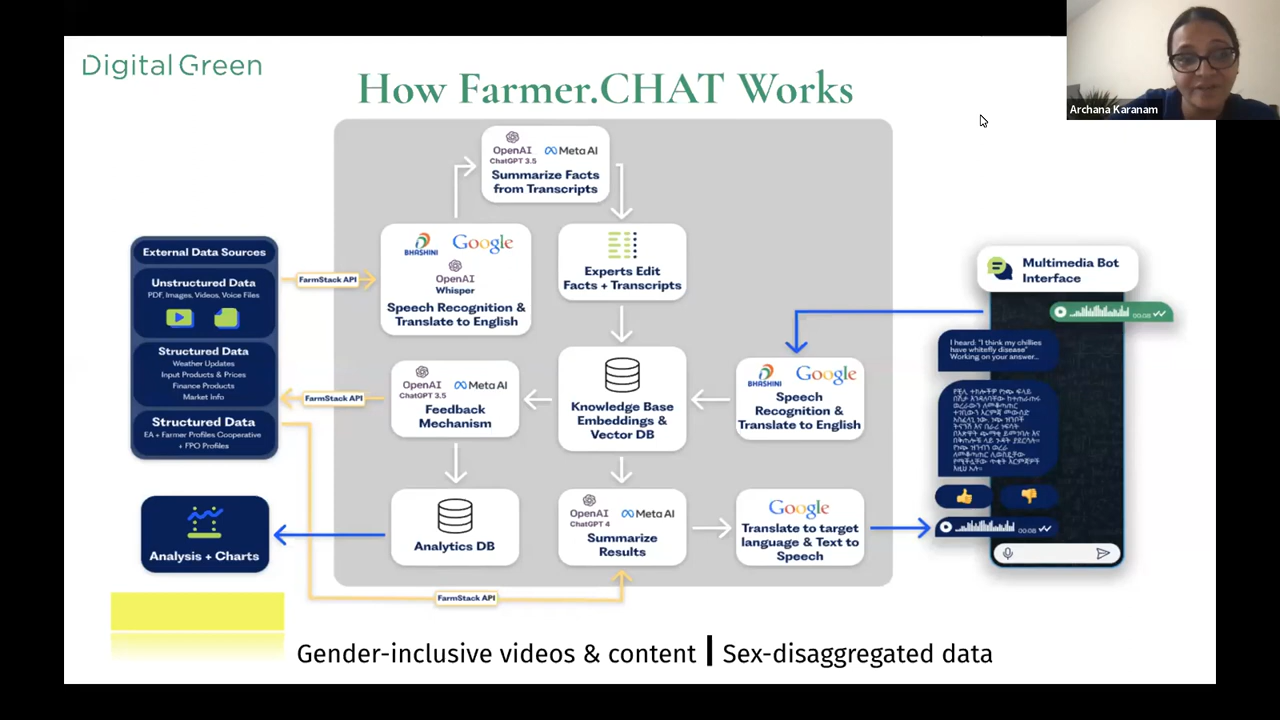 DigitalGreen
How Farmer.CHAT Works
Archana Karanam
OpenAI
ChatGPT 3.5
Meta AI
Summarize Facts
from Transcripts
BHASHINI
Google
OpenAI
Whisper
Speech Recognition &
Translate to English
Experts Edit
Facts + Transcripts
External Data Sources
Unstructured Data
PDF, Images, Videos, Voice Files
Structured Data
Weather Updates
Input Products & Prices
Finance Products
Market Info
Structured Data
EA + Farmer Profiles Cooperative
+ FPO Profiles
FarmStack API
FarmStack API
OpenAI
ChatGPT 3.5
Meta AI
Feedback
Mechanism
Knowledge Base
Embeddings &
Vector DB
BHASHINI
Google
Speech
Recognition &
Translate to English
Multimedia Bot
Interface
00:08
I heard: "I think my chillies
have whitefly disease"
Working on your answer...
Analysis + Charts
Analytics DB
OpenAI
ChatGPT 4
Meta AI
Summarize
Results
Google
Translate to target
language & Text to
Speech
00:08
FarmStack API
Gender-inclusive videos & content | Sex-disaggregated data